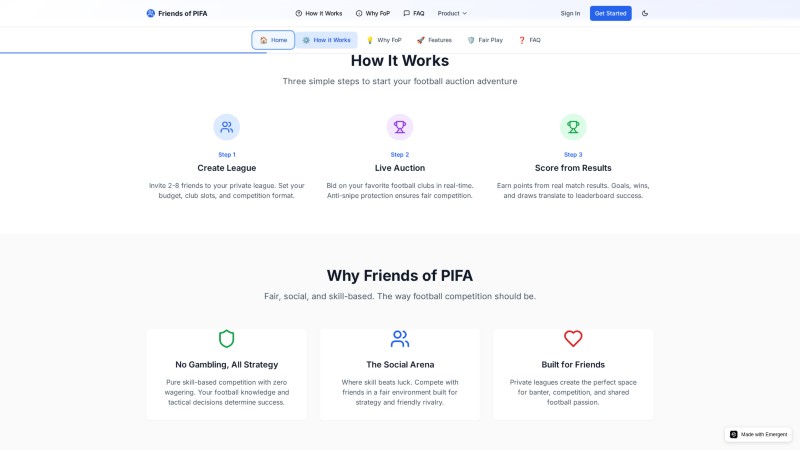 Friends of PIFA
How it Works
Why FoP
FAQ
Product
Sign In
Get Started
Home
How it Works
Why FoP
Features
Fair Play
FAQ
How It Works
Three simple steps to start your football auction adventure
Step 1
Create League
Invite 2-8 friends to your private league. Set your
budget, club slots, and competition format.
Step 2
Live Auction
Bid on your favorite football clubs in real-time.
Anti-snipe protection ensures fair competition.
Step 3
Score from Results
Earn points from real match results. Goals, wins,
and draws translate to leaderboard success.
Why Friends of PIFA
Fair, social, and skill-based. The way football competition should be.
No Gambling, All Strategy
Pure skill-based competition with zero
wagering. Your football knowledge and
tactical decisions determine success.
The Social Arena
Where skill beats luck. Compete with
friends in a fair environment built for
strategy and friendly rivalry.
Built for Friends
Private leagues create the perfect space
for banter, competition, and shared
football passion.
Made with Emergent